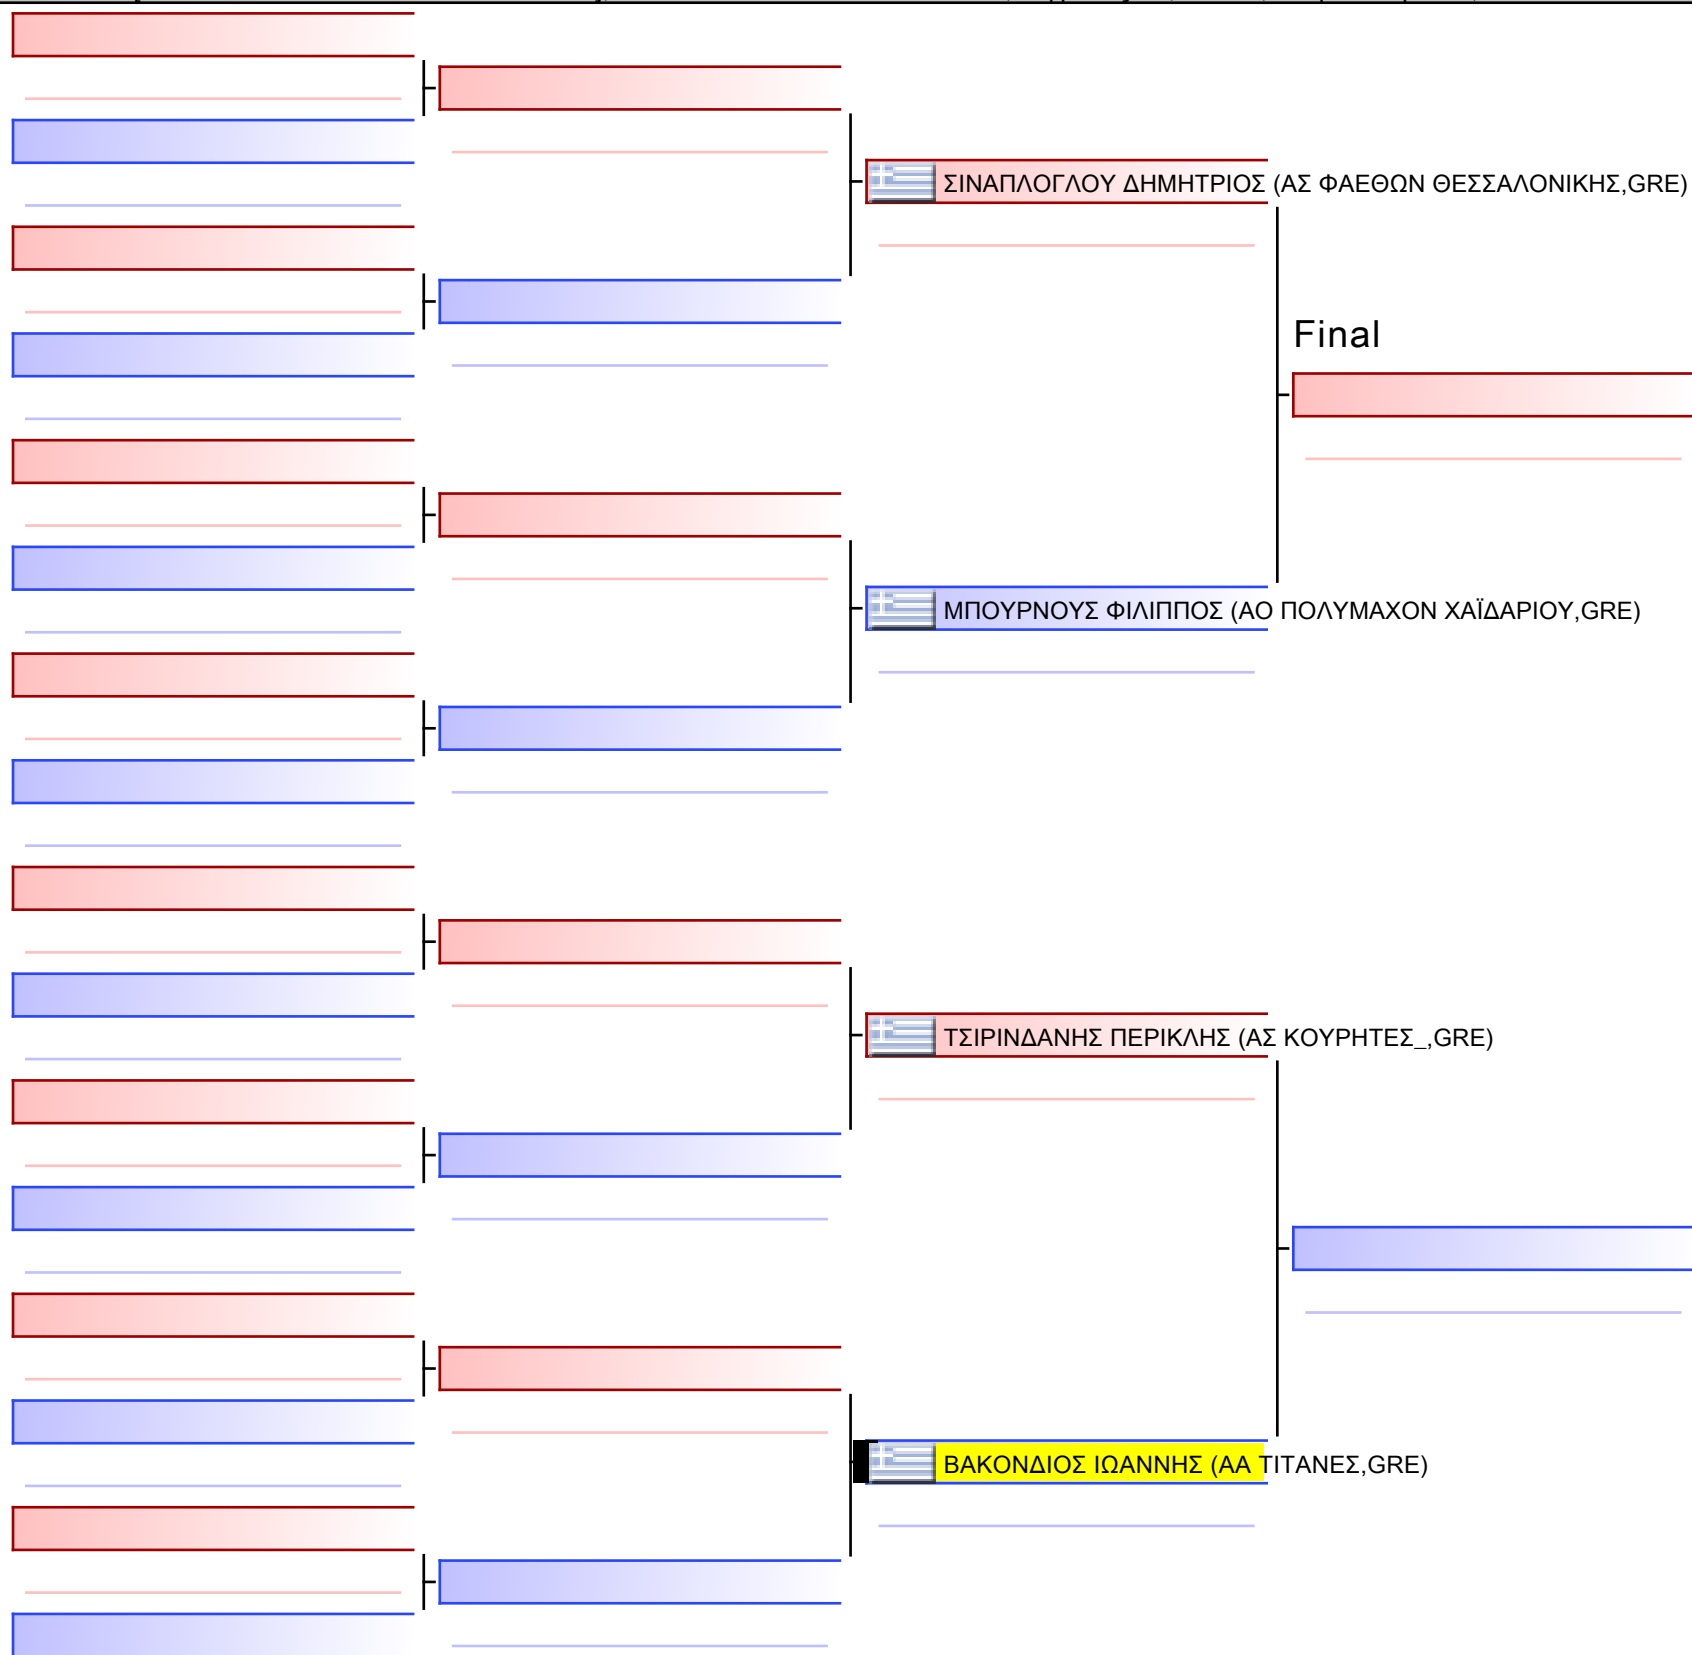 ΣΙΝΑΠΛΟΓΛΟΥ ΔΗΜΗΤΡΙΟΣ (ΑΣ ΦΑΕΘΩΝ ΘΕΣΣΑΛΟΝΙΚΗΣ,GRE)
Final
ΜΠΟΥΡΝΟΥΣ ΦΙΛΙΠΠΟΣ (ΑΟ ΠΟΛΥΜΑΧΟΝ ΧΑΪΔΑΡΙΟΥ,GRE)
ΤΣΙΡΙΝΔΑΝΗΣ ΠΕΡΙΚΛΗΣ (ΑΣ ΚΟΥΡΗΤΕΣ_,GRE)
ΒΑΚΟΝΔΙΟΣ ΙΩΑΝΝΗΣ (ΑΑ ΤΙΤΑΝΕΣ,GRE)